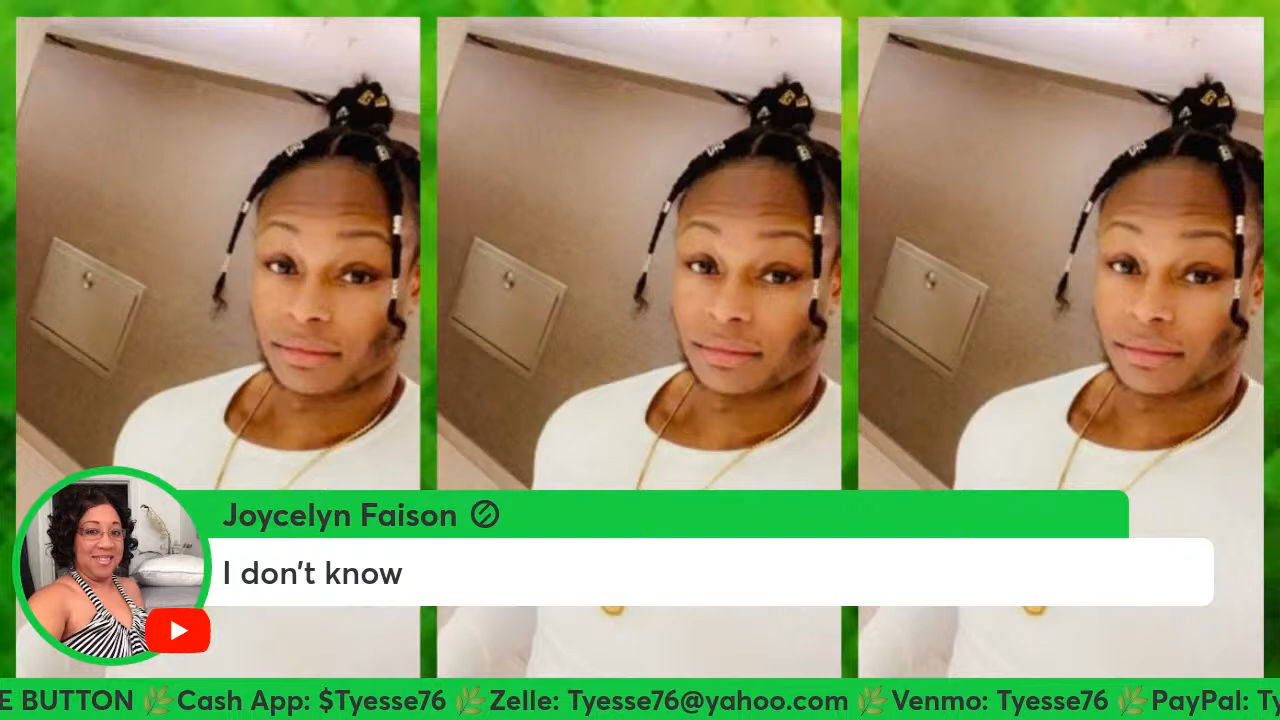 Joycelyn Faison
I don't know
E BUTTON 🌿Cash App: $Tyesse76 🌿Zelle: Tyesse76@yahoo.com 🌿Venmo: Tyesse76 🌿PayPal: Ty